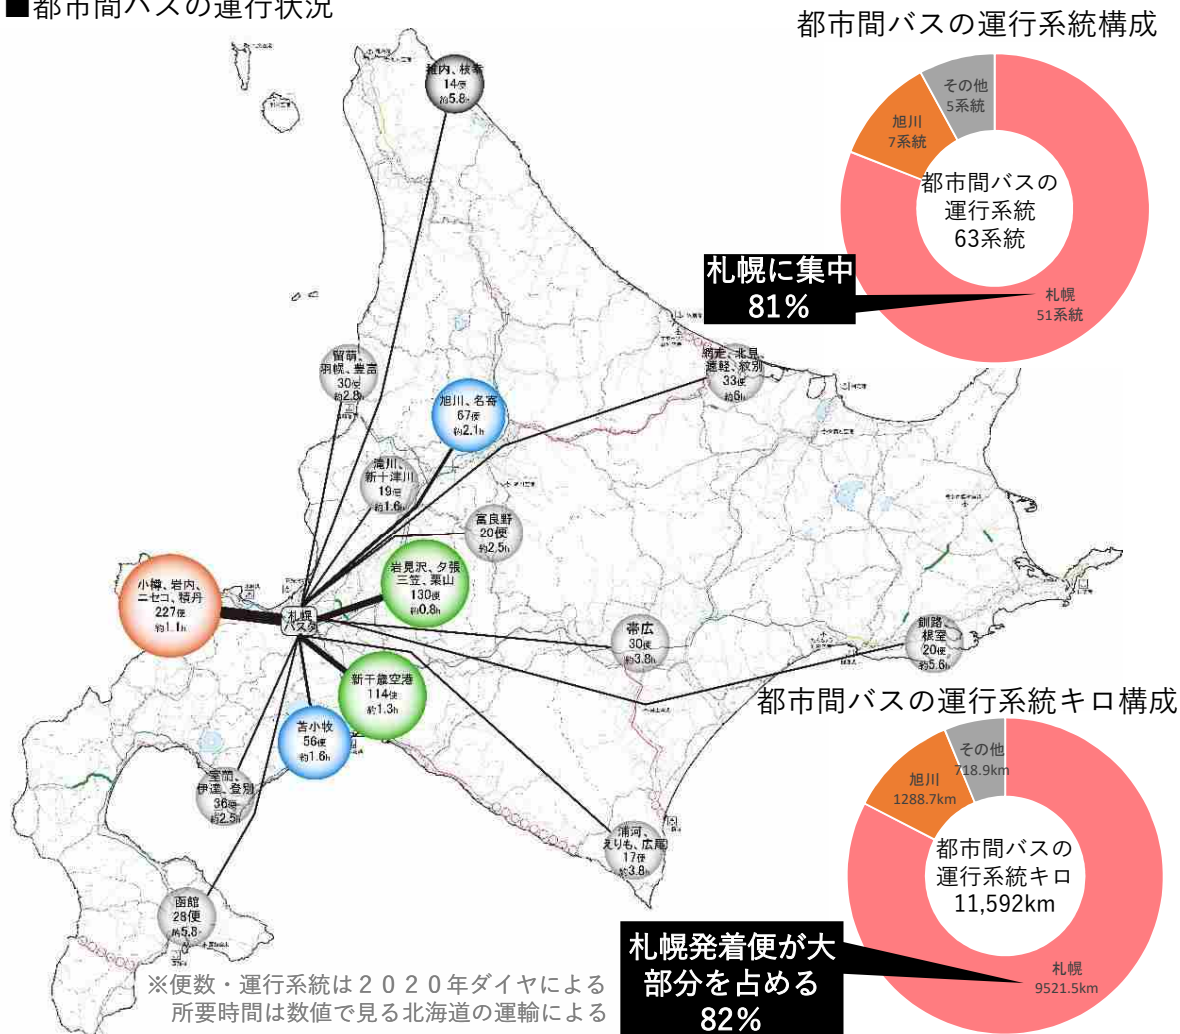 ■都市間バスの運行状況
都市間バスの運行系統構成
その他
5系統
旭川
7系統
都市間バスの
運行系統
63系統
札幌に集中
81%
札幌
51系統
稚内、枝幸
14便
約5.8h
留萌、
羽幌、豊富
30便
約2.8h
旭川、名寄
67便
約2.1h
網走、北見、
遠軽、紋別
33便
約6h
滝川、
新十津川
19便
約1.6h
富良野
20便
約2.5h
岩見沢、夕張
三笠、栗山
130便
約0.8h
小樽、岩内、
ニセコ、積丹
227便
約1.1h
札幌
バスタ
帯広
30便
約3.8h
釧路、
根室
20便
約5.6h
新千歳空港
114便
約1.3h
苫小牧
56便
約1.6h
室蘭、
伊達、登別
36便
約2.5h
浦河、
えりも、広尾
17便
約3.8h
函館
28便
約5.8h
都市間バスの運行系統キロ構成
その他
718.9km
旭川
1288.7km
都市間バスの
運行系統キロ
11,592km
札幌発着便が大
部分を占める
82%
札幌
9521.5km
※便数・運行系統は２０２０年ダイヤによる
所要時間は数値で見る北海道の運輸による